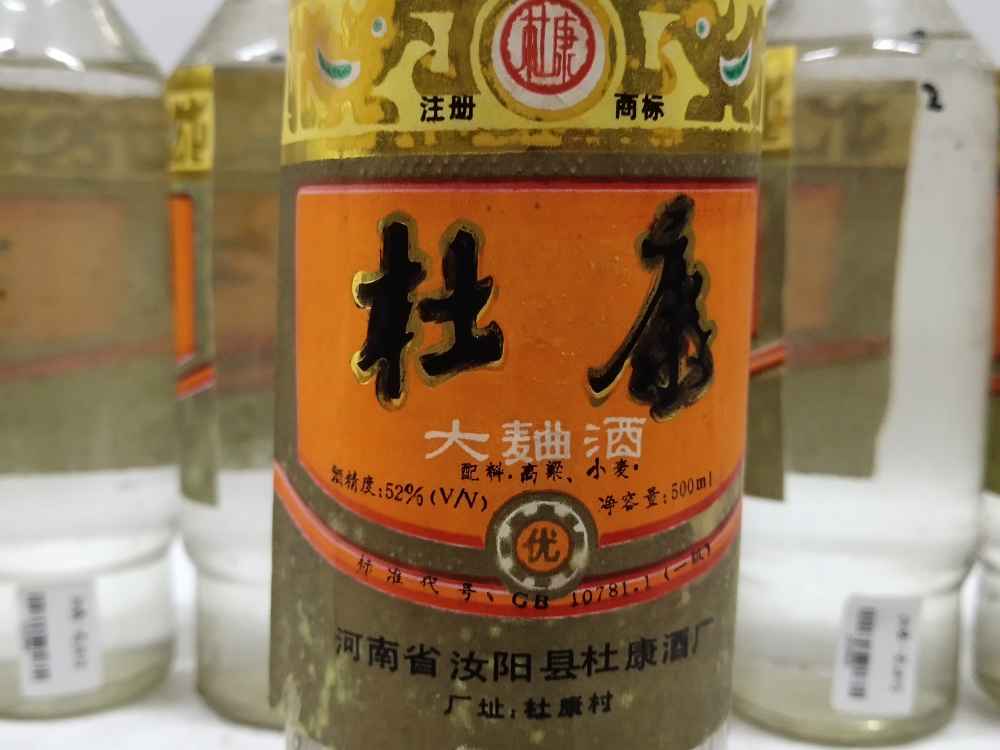 杜康
注册 商标
杜康
大麯酒
配料:高粱、小麦。
酒精度:52%(V/V) 净容量:500ml
优
标准代号、GB 10781.1(一级)
河南省汝阳县杜康酒厂
厂址:杜康村
2